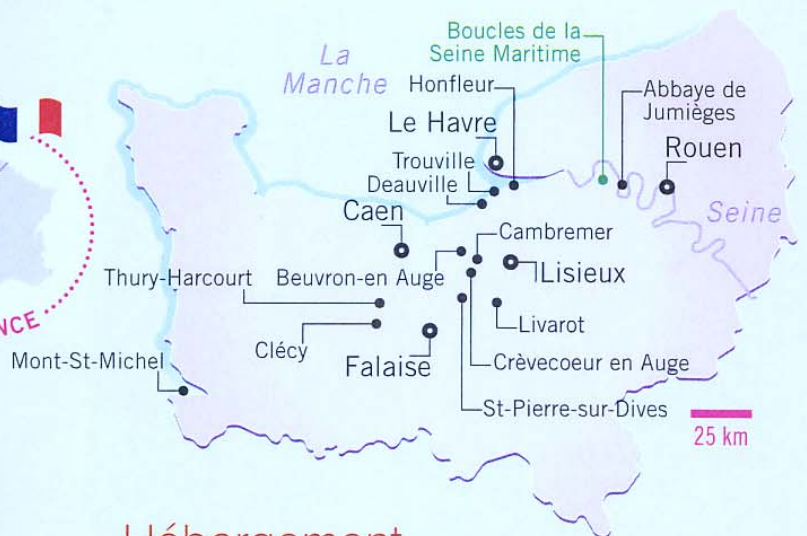 Boucles de la
Seine Maritime
La
Manche
Honfleur
Abbaye de
Jumièges
Le Havre
Rouen
Trouville
Deauville
Caen
Seine
Cambremer
Thury-Harcourt
Beuvron-en Auge
Lisieux
NCE
Livarot
Clécy
Falaise
Mont-St-Michel
Crèvecoeur en Auge
St-Pierre-sur-Dives
25 km
Hébergement